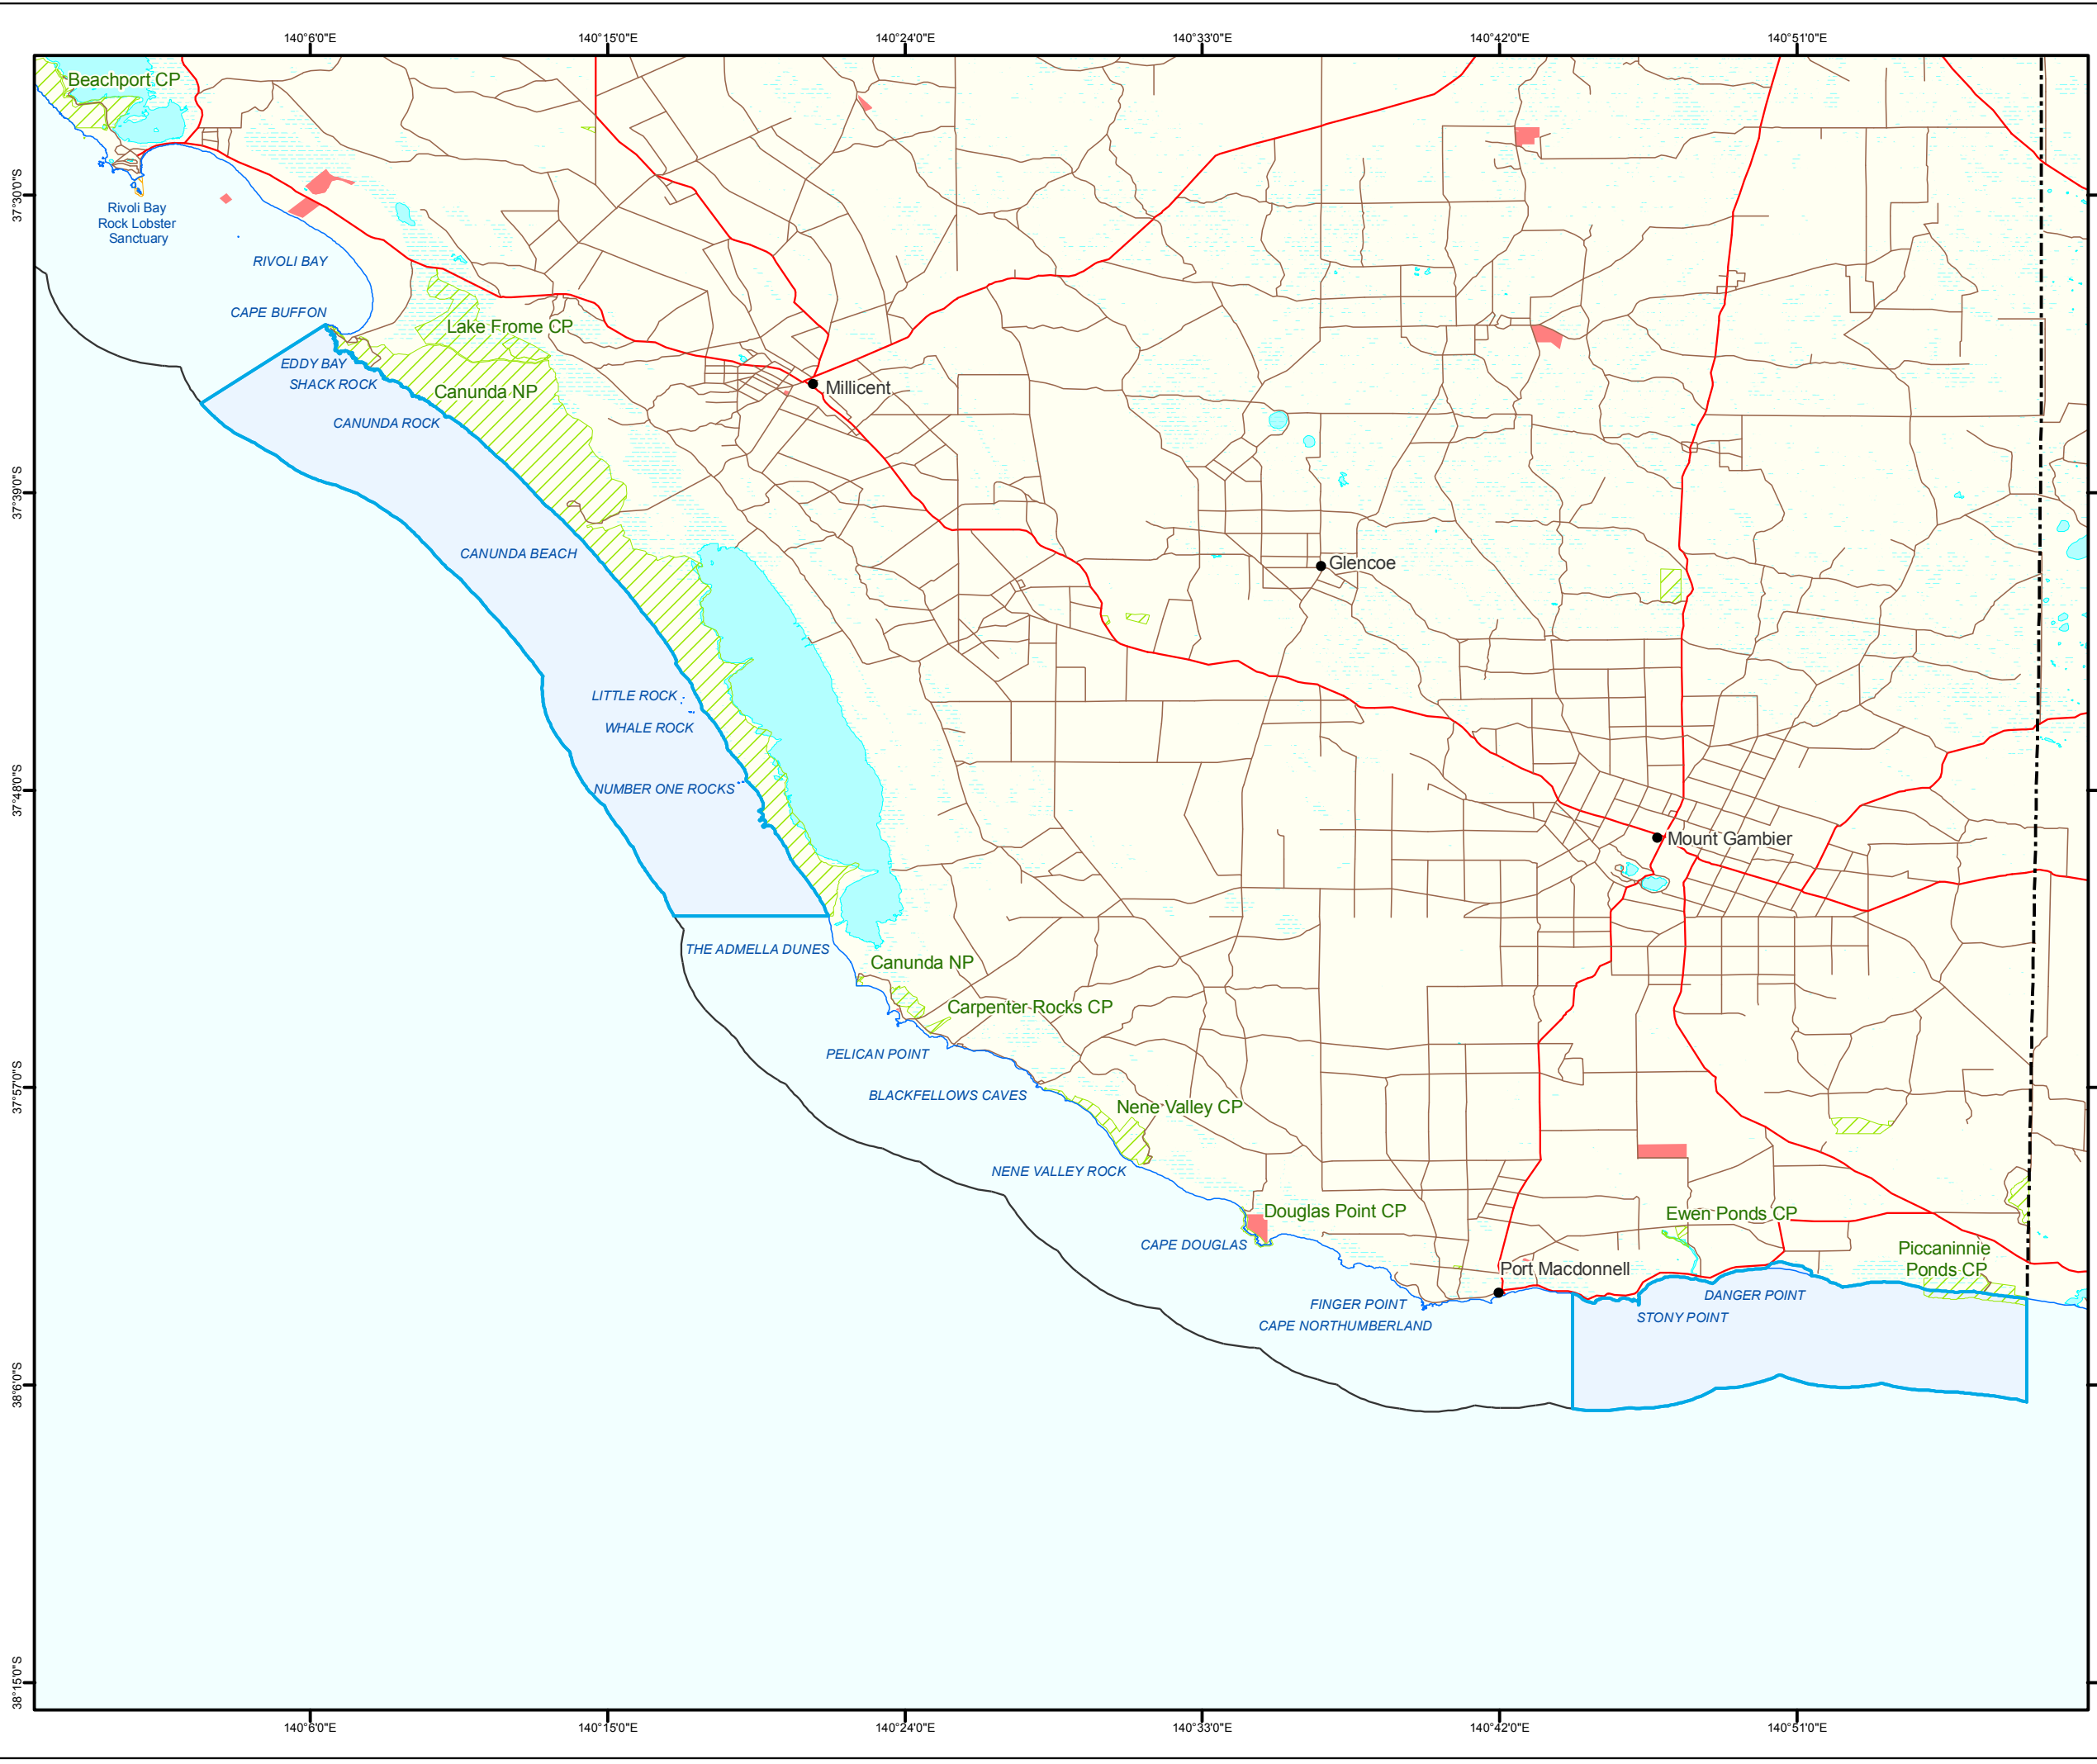 140°6'0"E
140°15'0"E
140°24'0"E
140°33'0"E
140°42'0"E
140°51'0"E
Beachport CP
37°30'0"S
Rivoli Bay
Rock Lobster
Sanctuary
RIVOLI BAY
CAPE BUFFON
Lake Frome CP
EDDY BAY
SHACK ROCK
Canunda NP
Millicent
CANUNDA ROCK
37°39'0"S
CANUNDA BEACH
Glencoe
LITTLE ROCK
WHALE ROCK
37°48'0"S
NUMBER ONE ROCKS
Mount Gambier
THE ADMELLA DUNES
Canunda NP
Carpenter Rocks CP
PELICAN POINT
37°57'0"S
BLACKFELLOWS CAVES
Nene Valley CP
NENE VALLEY ROCK
Douglas Point CP
Ewen Ponds CP
CAPE DOUGLAS
Piccaninnie
Ponds CP
Port Macdonnell
DANGER POINT
FINGER POINT
STONY POINT
CAPE NORTHUMBERLAND
38°6'0"S
38°15'0"S
140°6'0"E
140°15'0"E
140°24'0"E
140°33'0"E
140°42'0"E
140°51'0"E